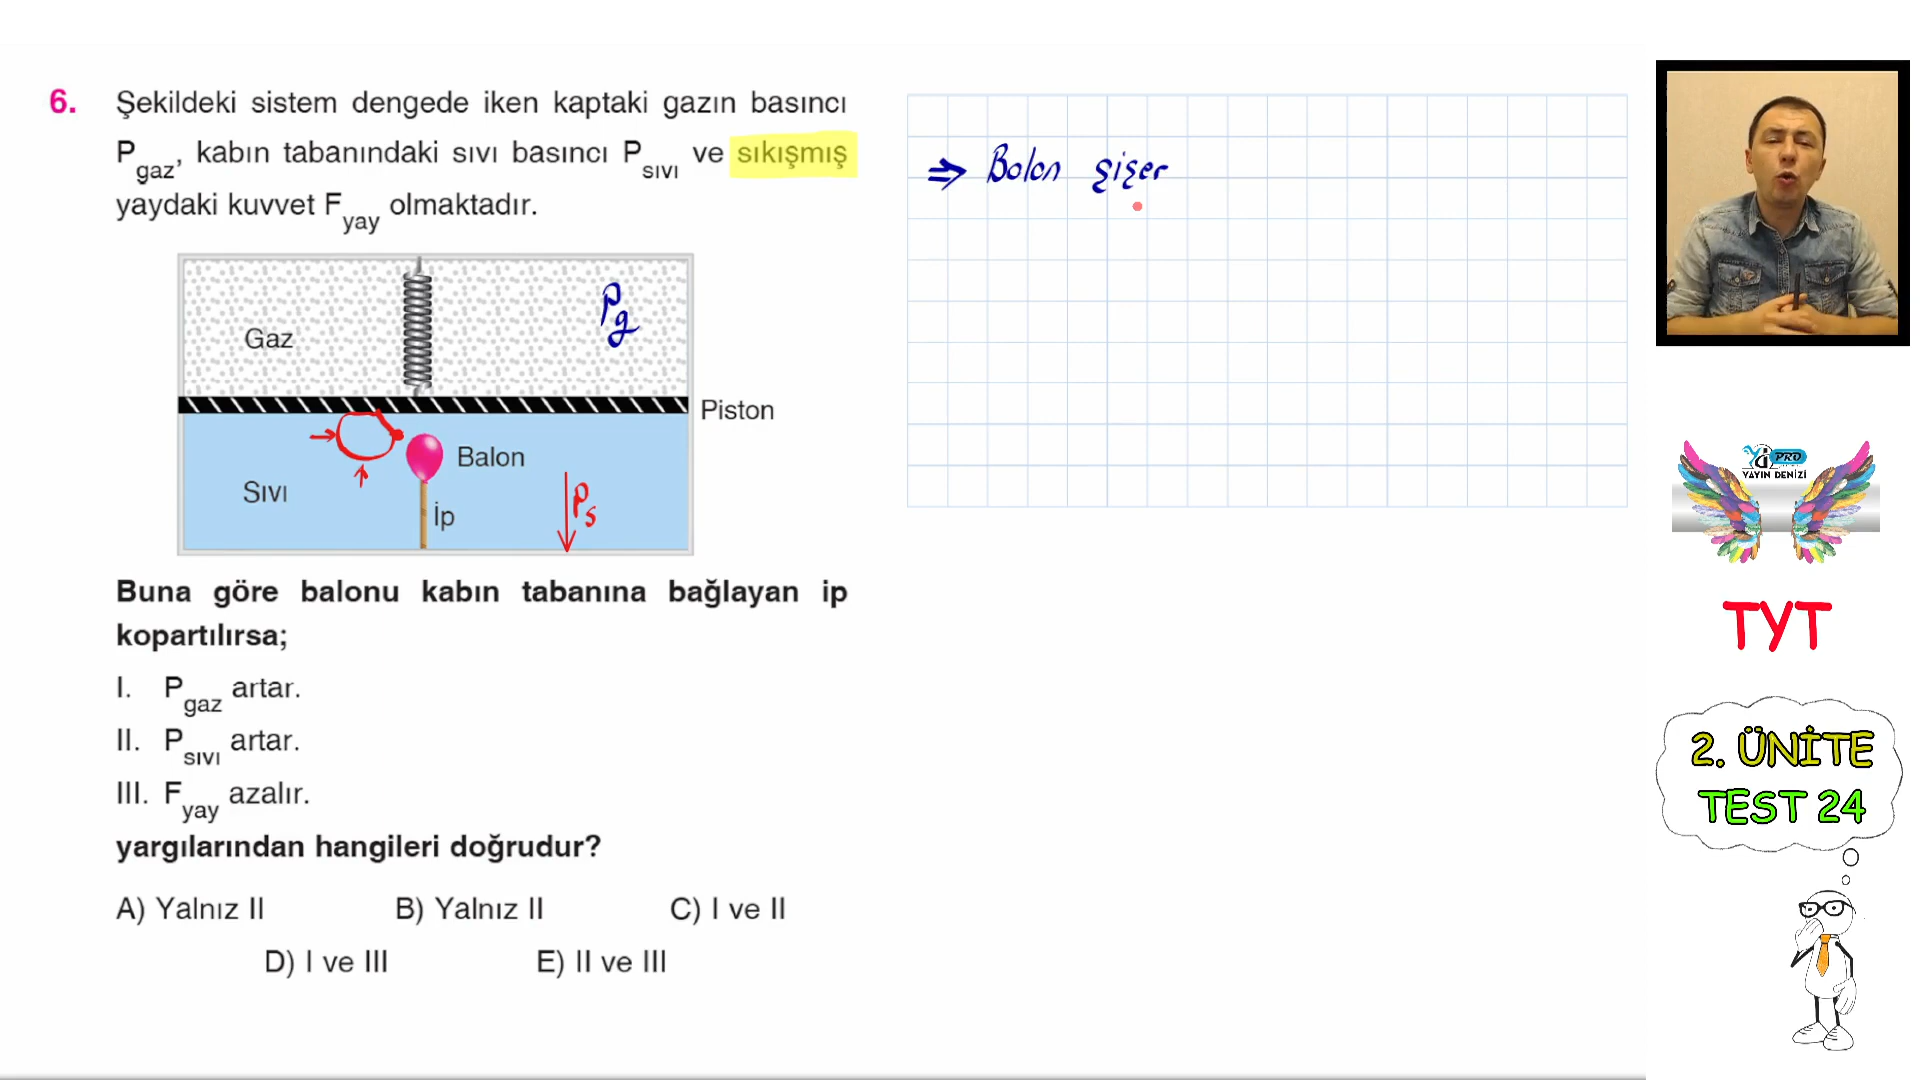 6. Şekildeki sistem dengede iken kaptaki gazın basıncı
Pgaz, kabın tabanındaki sıvı basıncı Psıvı ve sıkışmış
yaydaki kuvvet Fyay olmaktadır.
Gaz
Pg
Piston
Balon
Sıvı
İp
Ps
Buna göre balonu kabın tabanına bağlayan ip
kopartılırsa;
I. Pgaz artar.
II. Psıvı artar.
III. Fyay azalır.
yargılarından hangileri doğrudur?
A) Yalnız II B) Yalnız II C) I ve II
D) I ve III E) II ve III
⇒ Balon şişer
PRO
YAYIN DENİZİ
TYT
2. ÜNİTE
TEST 24